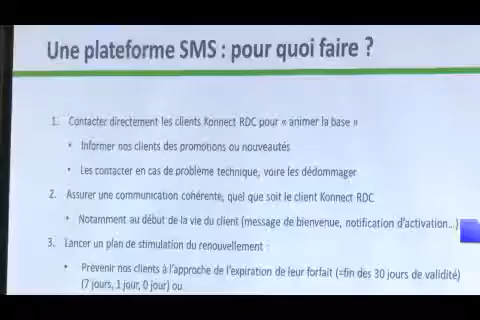 Une plateforme SMS : pour quoi faire ?
1. Contacter directement les clients Konnect RDC pour « animer la base »
• Informer nos clients des promotions ou nouveautés
• Les contacter en cas de problème technique, voire les dédommager
2. Assurer une communication cohérente, quel que soit le client Konnect RDC
• Notamment au début de la vie du client (message de bienvenue, notification d'activation...)
3. Lancer un plan de stimulation du renouvellement :
• Prévenir nos clients à l'approche de l'expiration de leur forfait (=fin des 30 jours de validité)
(7 jours, 1 jour, 0 jour) ou